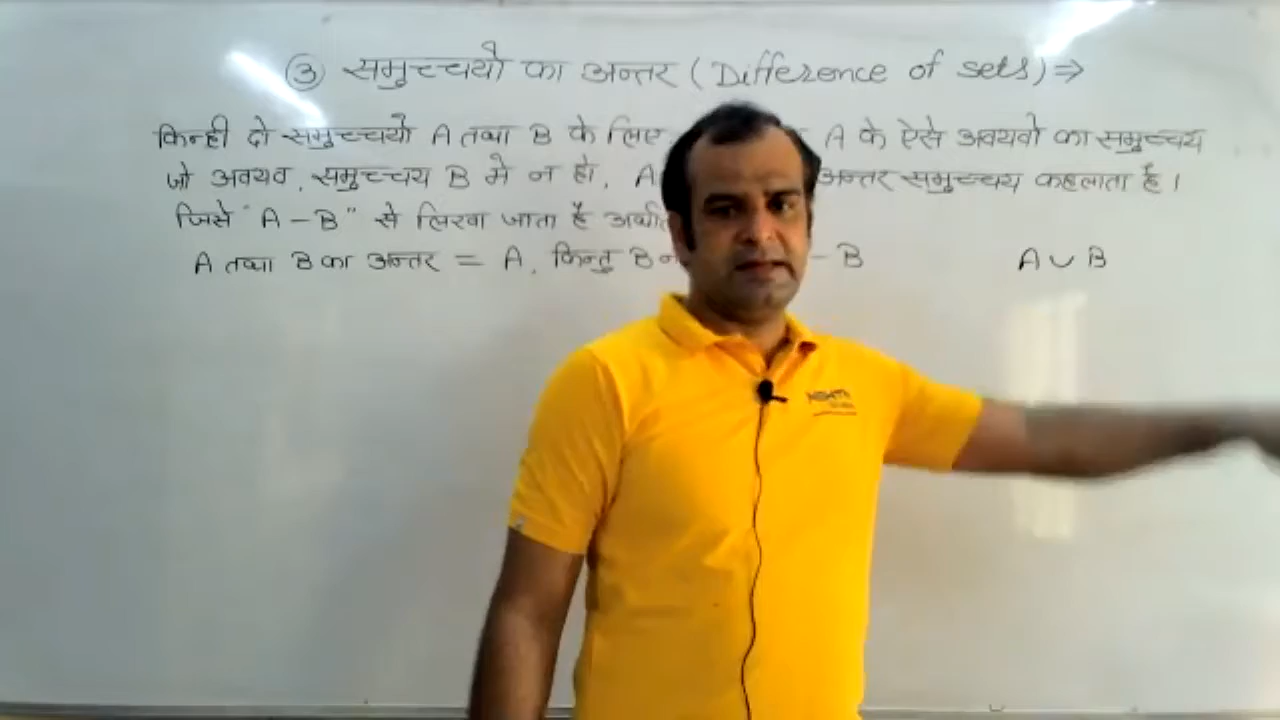 ③ समुच्चयो का अन्तर ( Difference of sets ) ⇒
किन्ही दो समुच्चयो A तथा B के लिए A के ऐसे अवयवो का समुच्चय
जो अवयव, समुच्चय B मे न हो, A अन्तर समुच्चय कहलाता है।
जिसे "A – B" से लिखा जाता है
A तथा B का अन्तर = A, किन्तु B – B A ∪ B